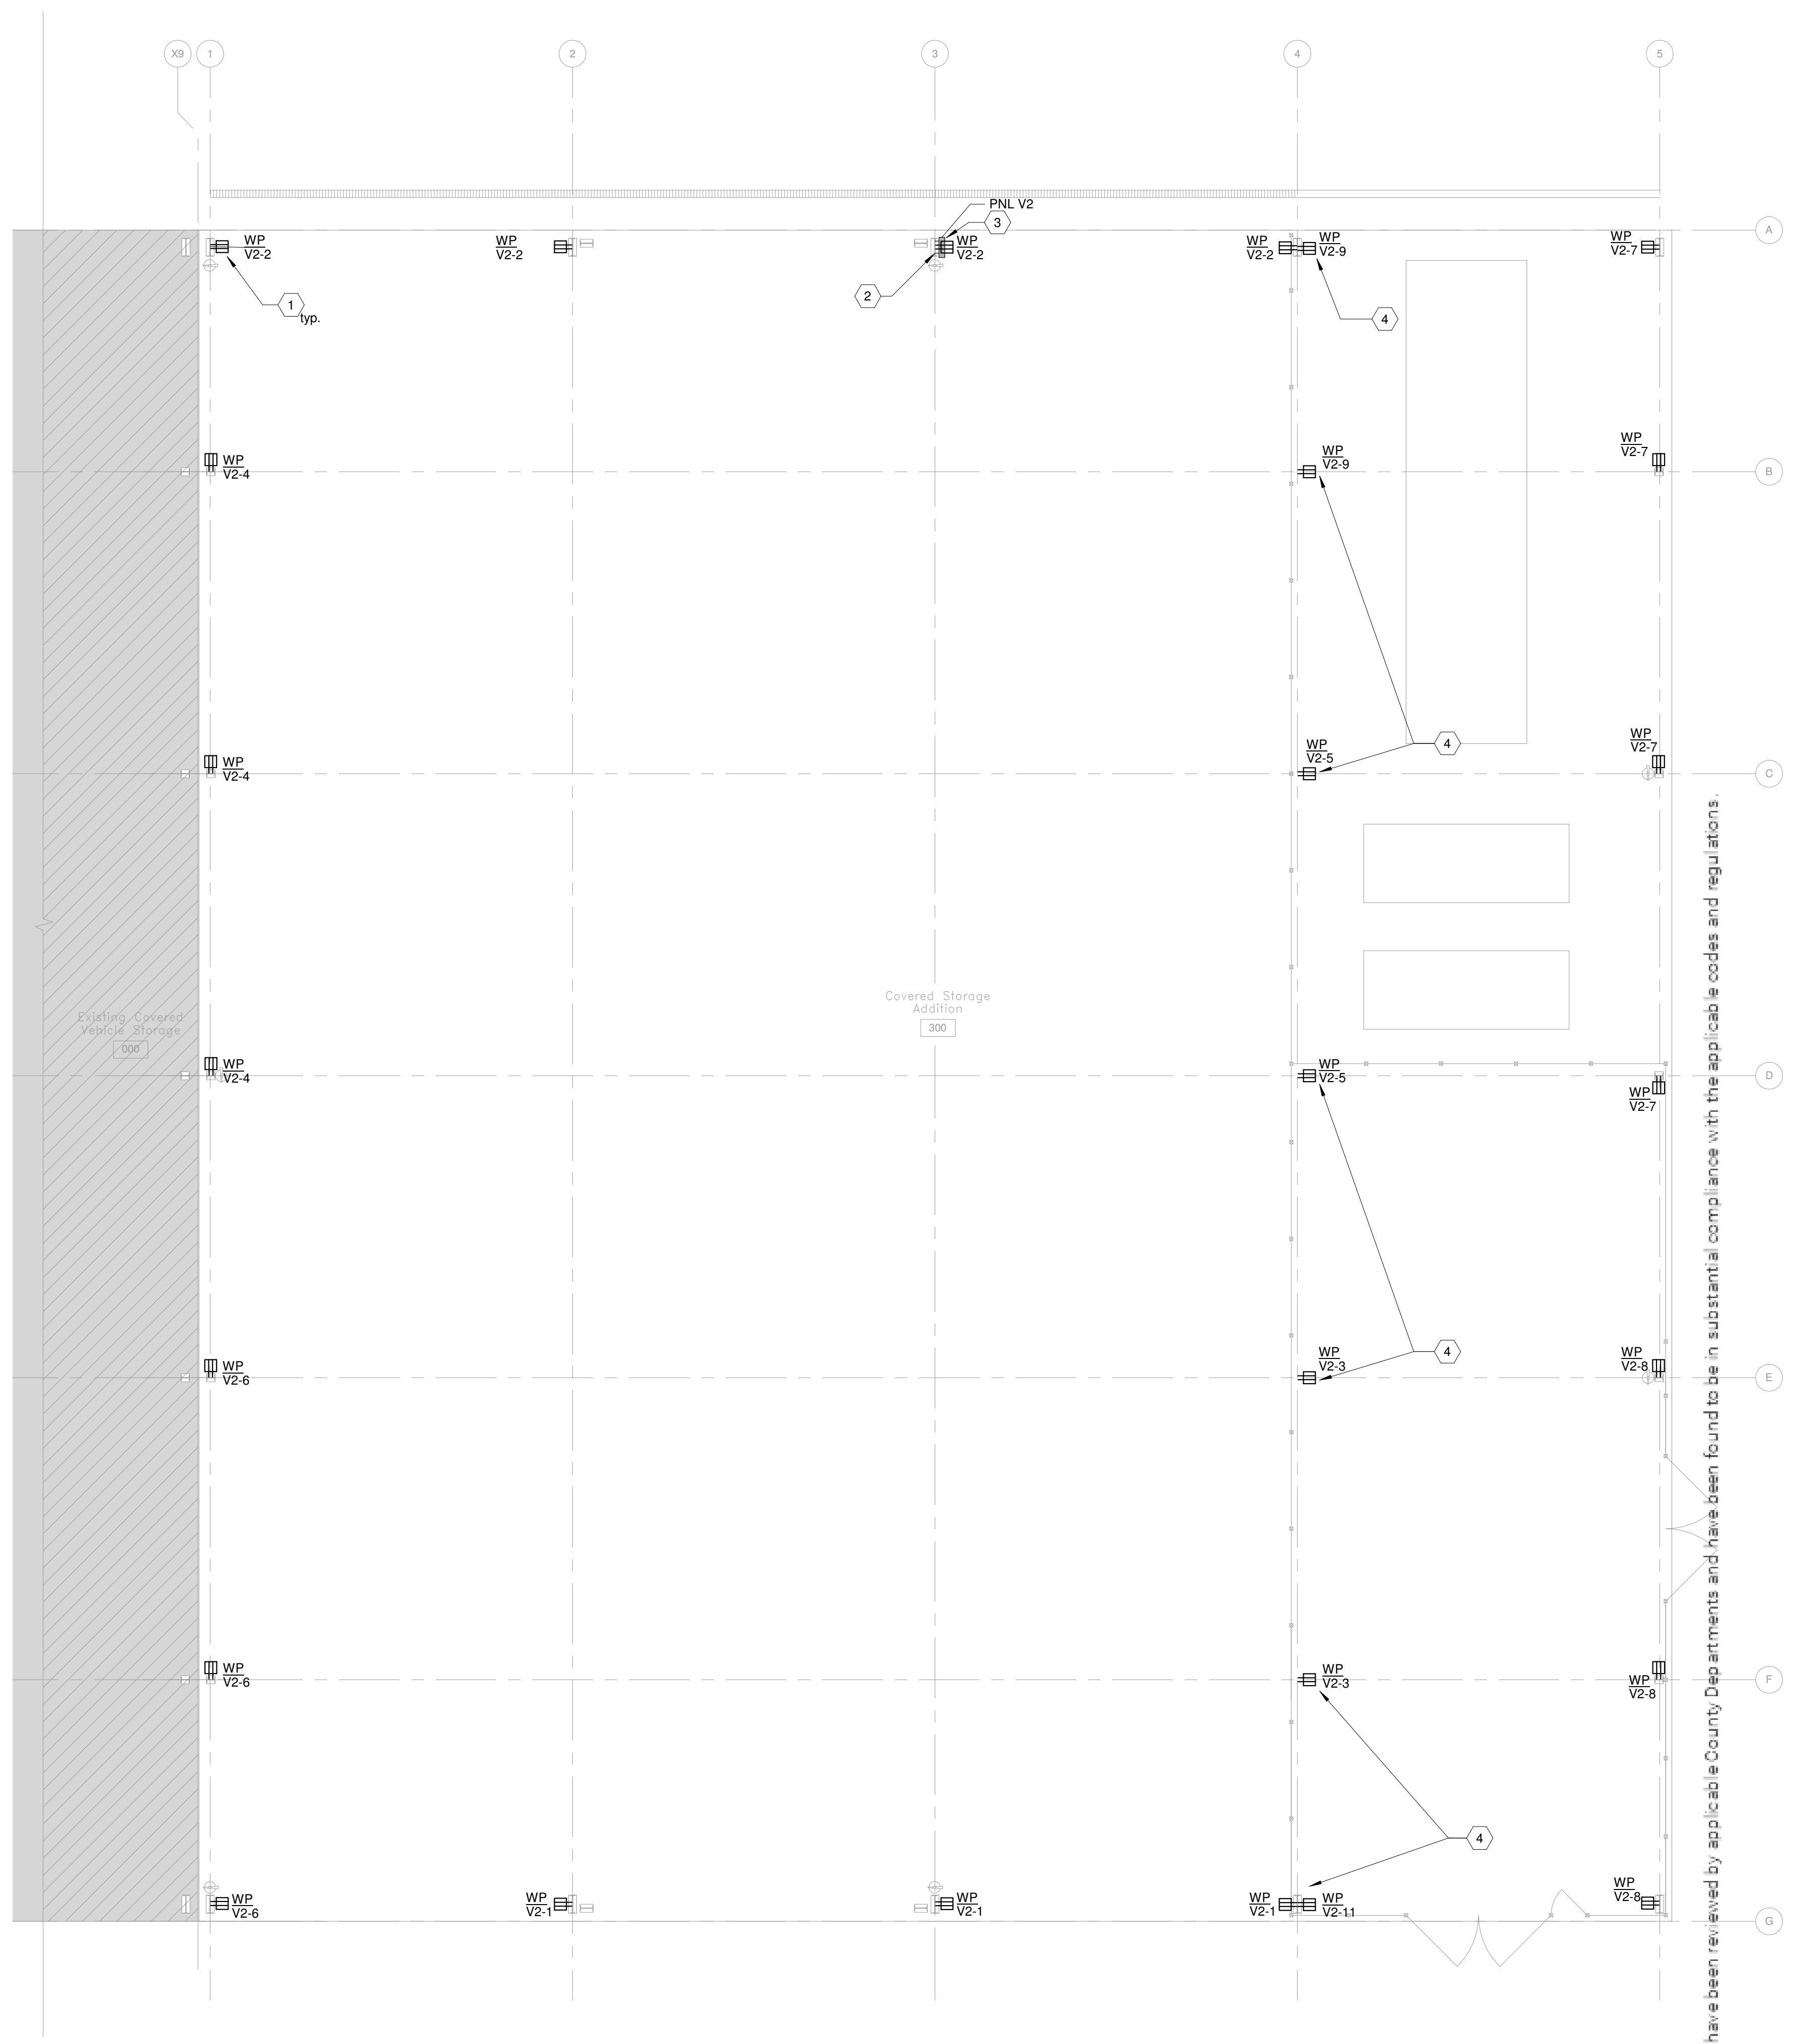 X9
1
2
3
4
5
PNL V2
3
A
WP
V2-2
WP
V2-2
WP
V2-2
WP
V2-2
WP
V2-9
WP
V2-7
1
typ.
2
4
WP
V2-4
WP
V2-9
WP
V2-7
B
WP
V2-4
4
WP
V2-5
WP
V2-7
C
Existing Covered
Vehicle Storage
000
Covered Storage
Addition
300
WP
V2-4
WP
V2-5
WP
V2-7
D
WP
V2-6
WP
V2-3
4
WP
V2-8
E
WP
V2-6
WP
V2-3
WP
V2-8
F
4
WP
V2-6
WP
V2-1
WP
V2-1
WP
V2-1
WP
V2-11
WP
V2-8
G
have been reviewed by applicable County Departments and have been found to be in substantial compliance with the applicable codes and regulations.